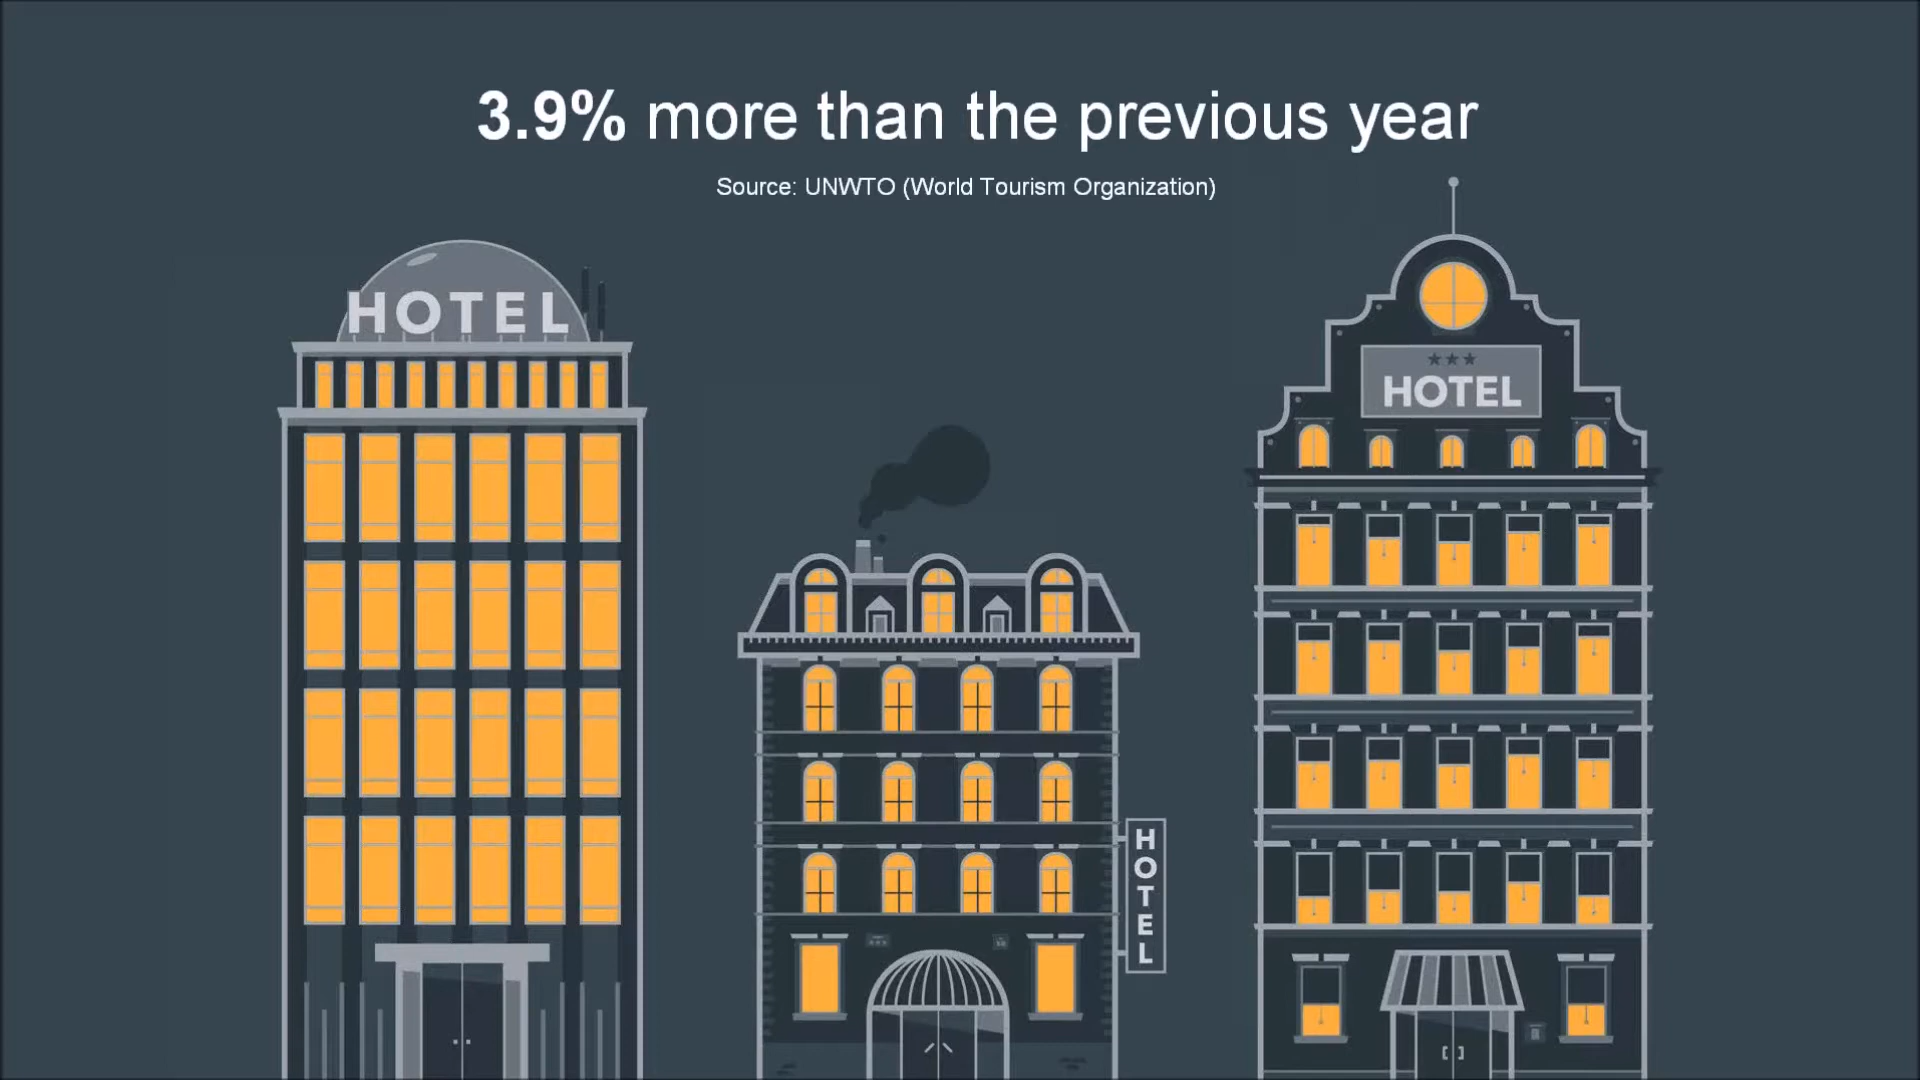 3.9% more than the previous year
Source: UNWTO (World Tourism Organization)
HOTEL
HOTEL
HOTEL